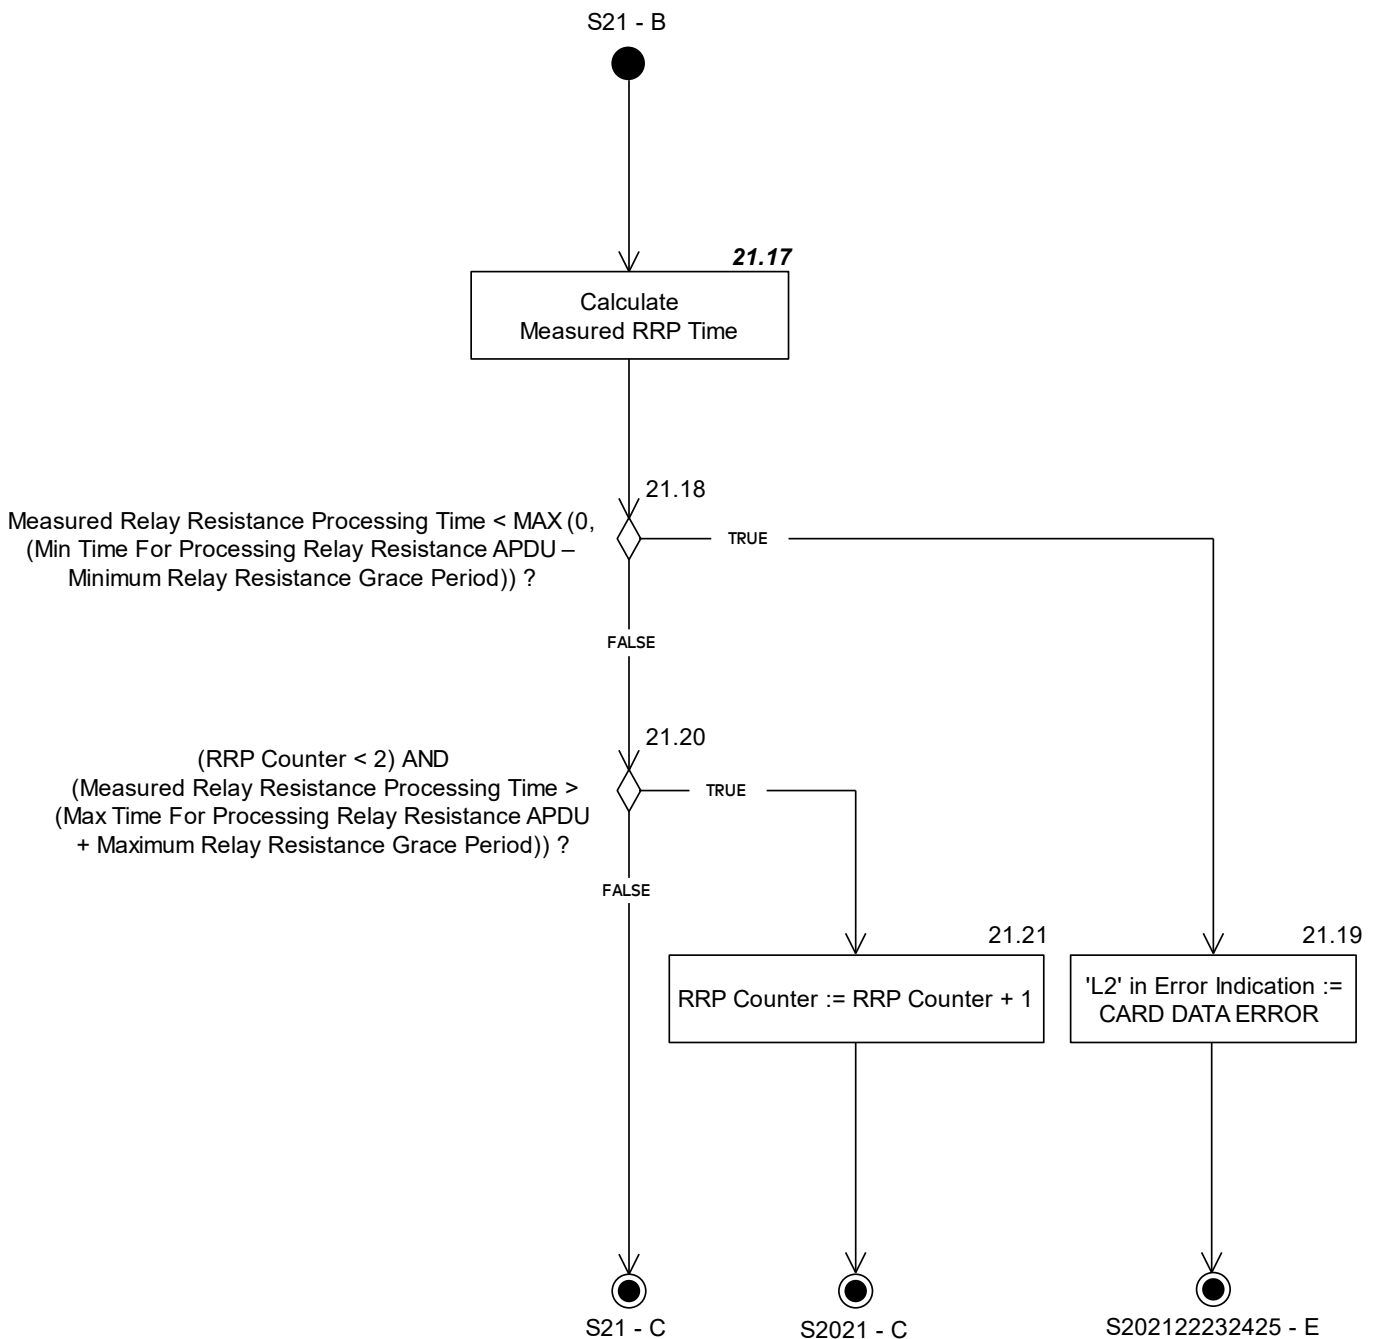 S21 - B
21.17
Calculate
Measured RRP Time
21.18
Measured Relay Resistance Processing Time < MAX (0,
(Min Time For Processing Relay Resistance APDU –
Minimum Relay Resistance Grace Period)) ?
TRUE
FALSE
21.20
(RRP Counter < 2) AND
(Measured Relay Resistance Processing Time >
(Max Time For Processing Relay Resistance APDU
+ Maximum Relay Resistance Grace Period)) ?
TRUE
FALSE
21.21
RRP Counter := RRP Counter + 1
21.19
'L2' in Error Indication :=
CARD DATA ERROR
S21 - C
S2021 - C
S202122232425 - E